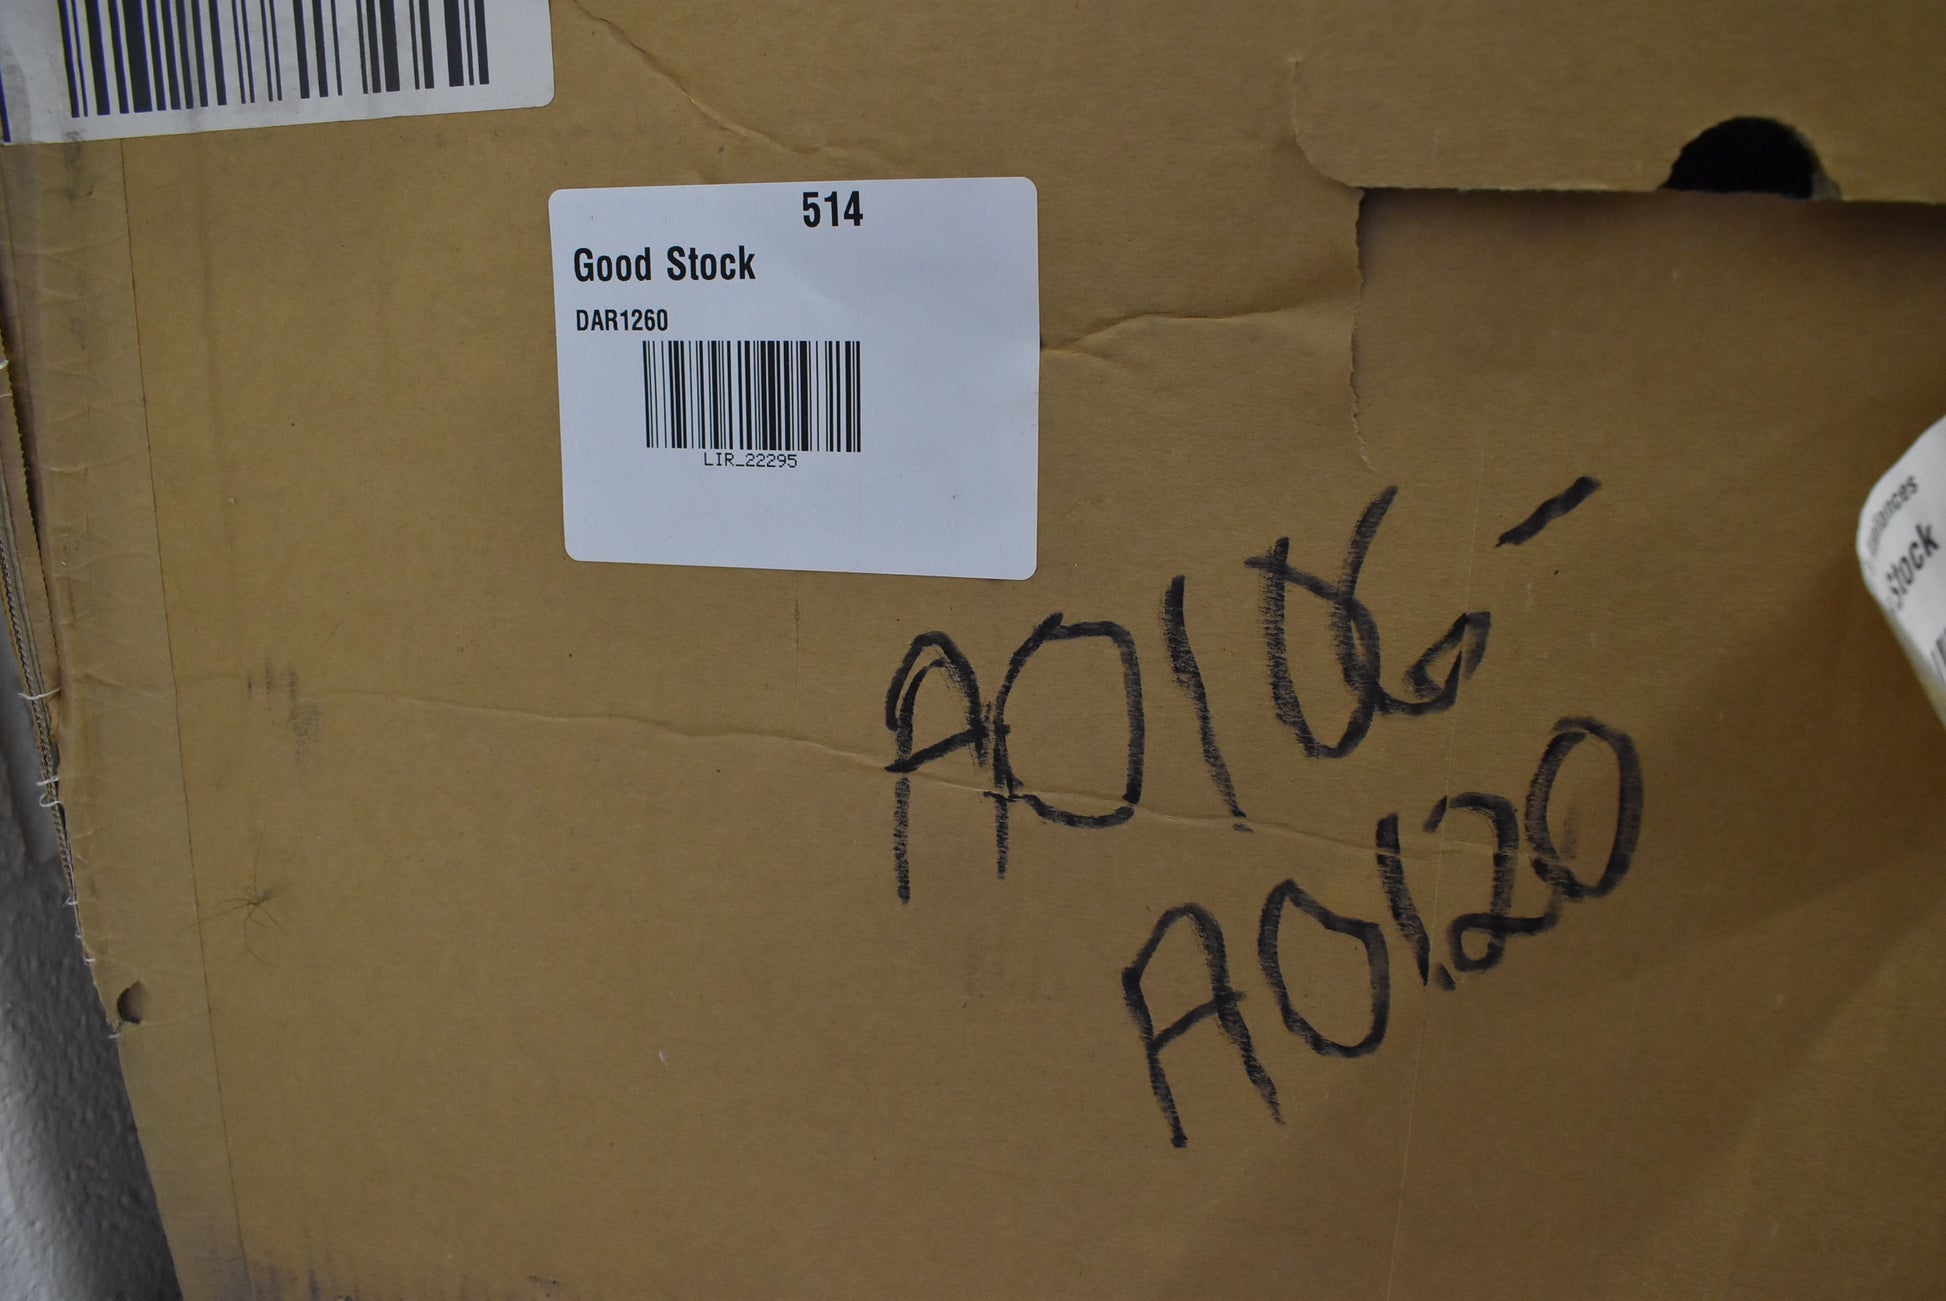 514
Good Stock
DAR1260
LIR_22295
Stock
A0106-
A0120